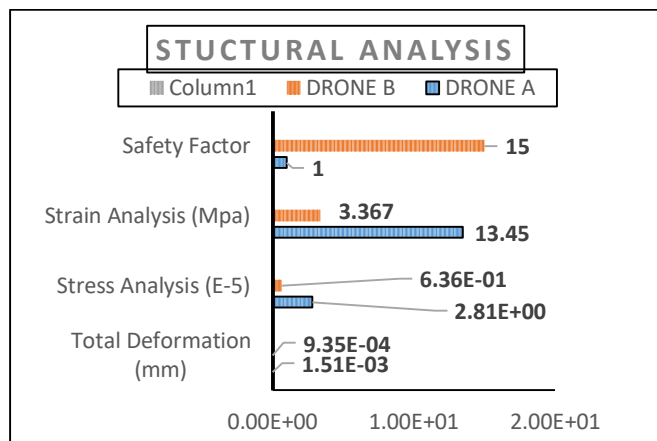 STUCTURAL ANALYSIS
Column1 DRONE B DRONE A
Safety Factor
15
1
Strain Analysis (Mpa)
3.367
13.45
Stress Analysis (E-5)
6.36E-01
2.81E+00
Total Deformation
(mm)
9.35E-04
1.51E-03
0.00E+00 1.00E+01 2.00E+01